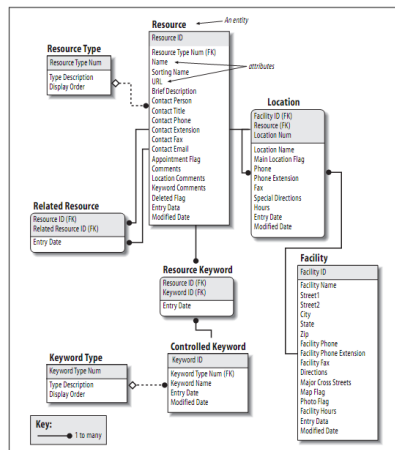 Resource
An entity
Resource ID
Resource Type Num (FK)
Name
Sorting Name
URL
Brief Description
Contact Person
Contact Title
Contact Phone
Contact Extension
Contact Fax
Contact Email
Appointment Flag
Comments
Location Comments
Keyword Comments
Deleted Flag
Entry Data
Modified Date
attributes
Resource Type
Resource Type Num
Type Description
Display Order
Location
Facility ID (FK)
Resource (FK)
Location Num
Location Name
Main Location Flag
Phone
Phone Extension
Fax
Special Directions
Hours
Entry Date
Modified Date
Related Resource
Resource ID (FK)
Related Resource ID (FK)
Entry Date
Resource Keyword
Resource ID (FK)
Keyword ID (FK)
Entry Date
Facility
Facility ID
Facility Name
Street1
Street2
City
State
Zip
Facility Phone
Facility Phone Extension
Facility Fax
Directions
Major Cross Streets
Map Flag
Photo Flag
Facility Hours
Entry Data
Modified Date
Keyword Type
Keyword Type Num
Type Description
Display Order
Controlled Keyword
Keyword ID
Keyword Type Num (FK)
Keyword Name
Entry Date
Modified Date
Key:
1 to many